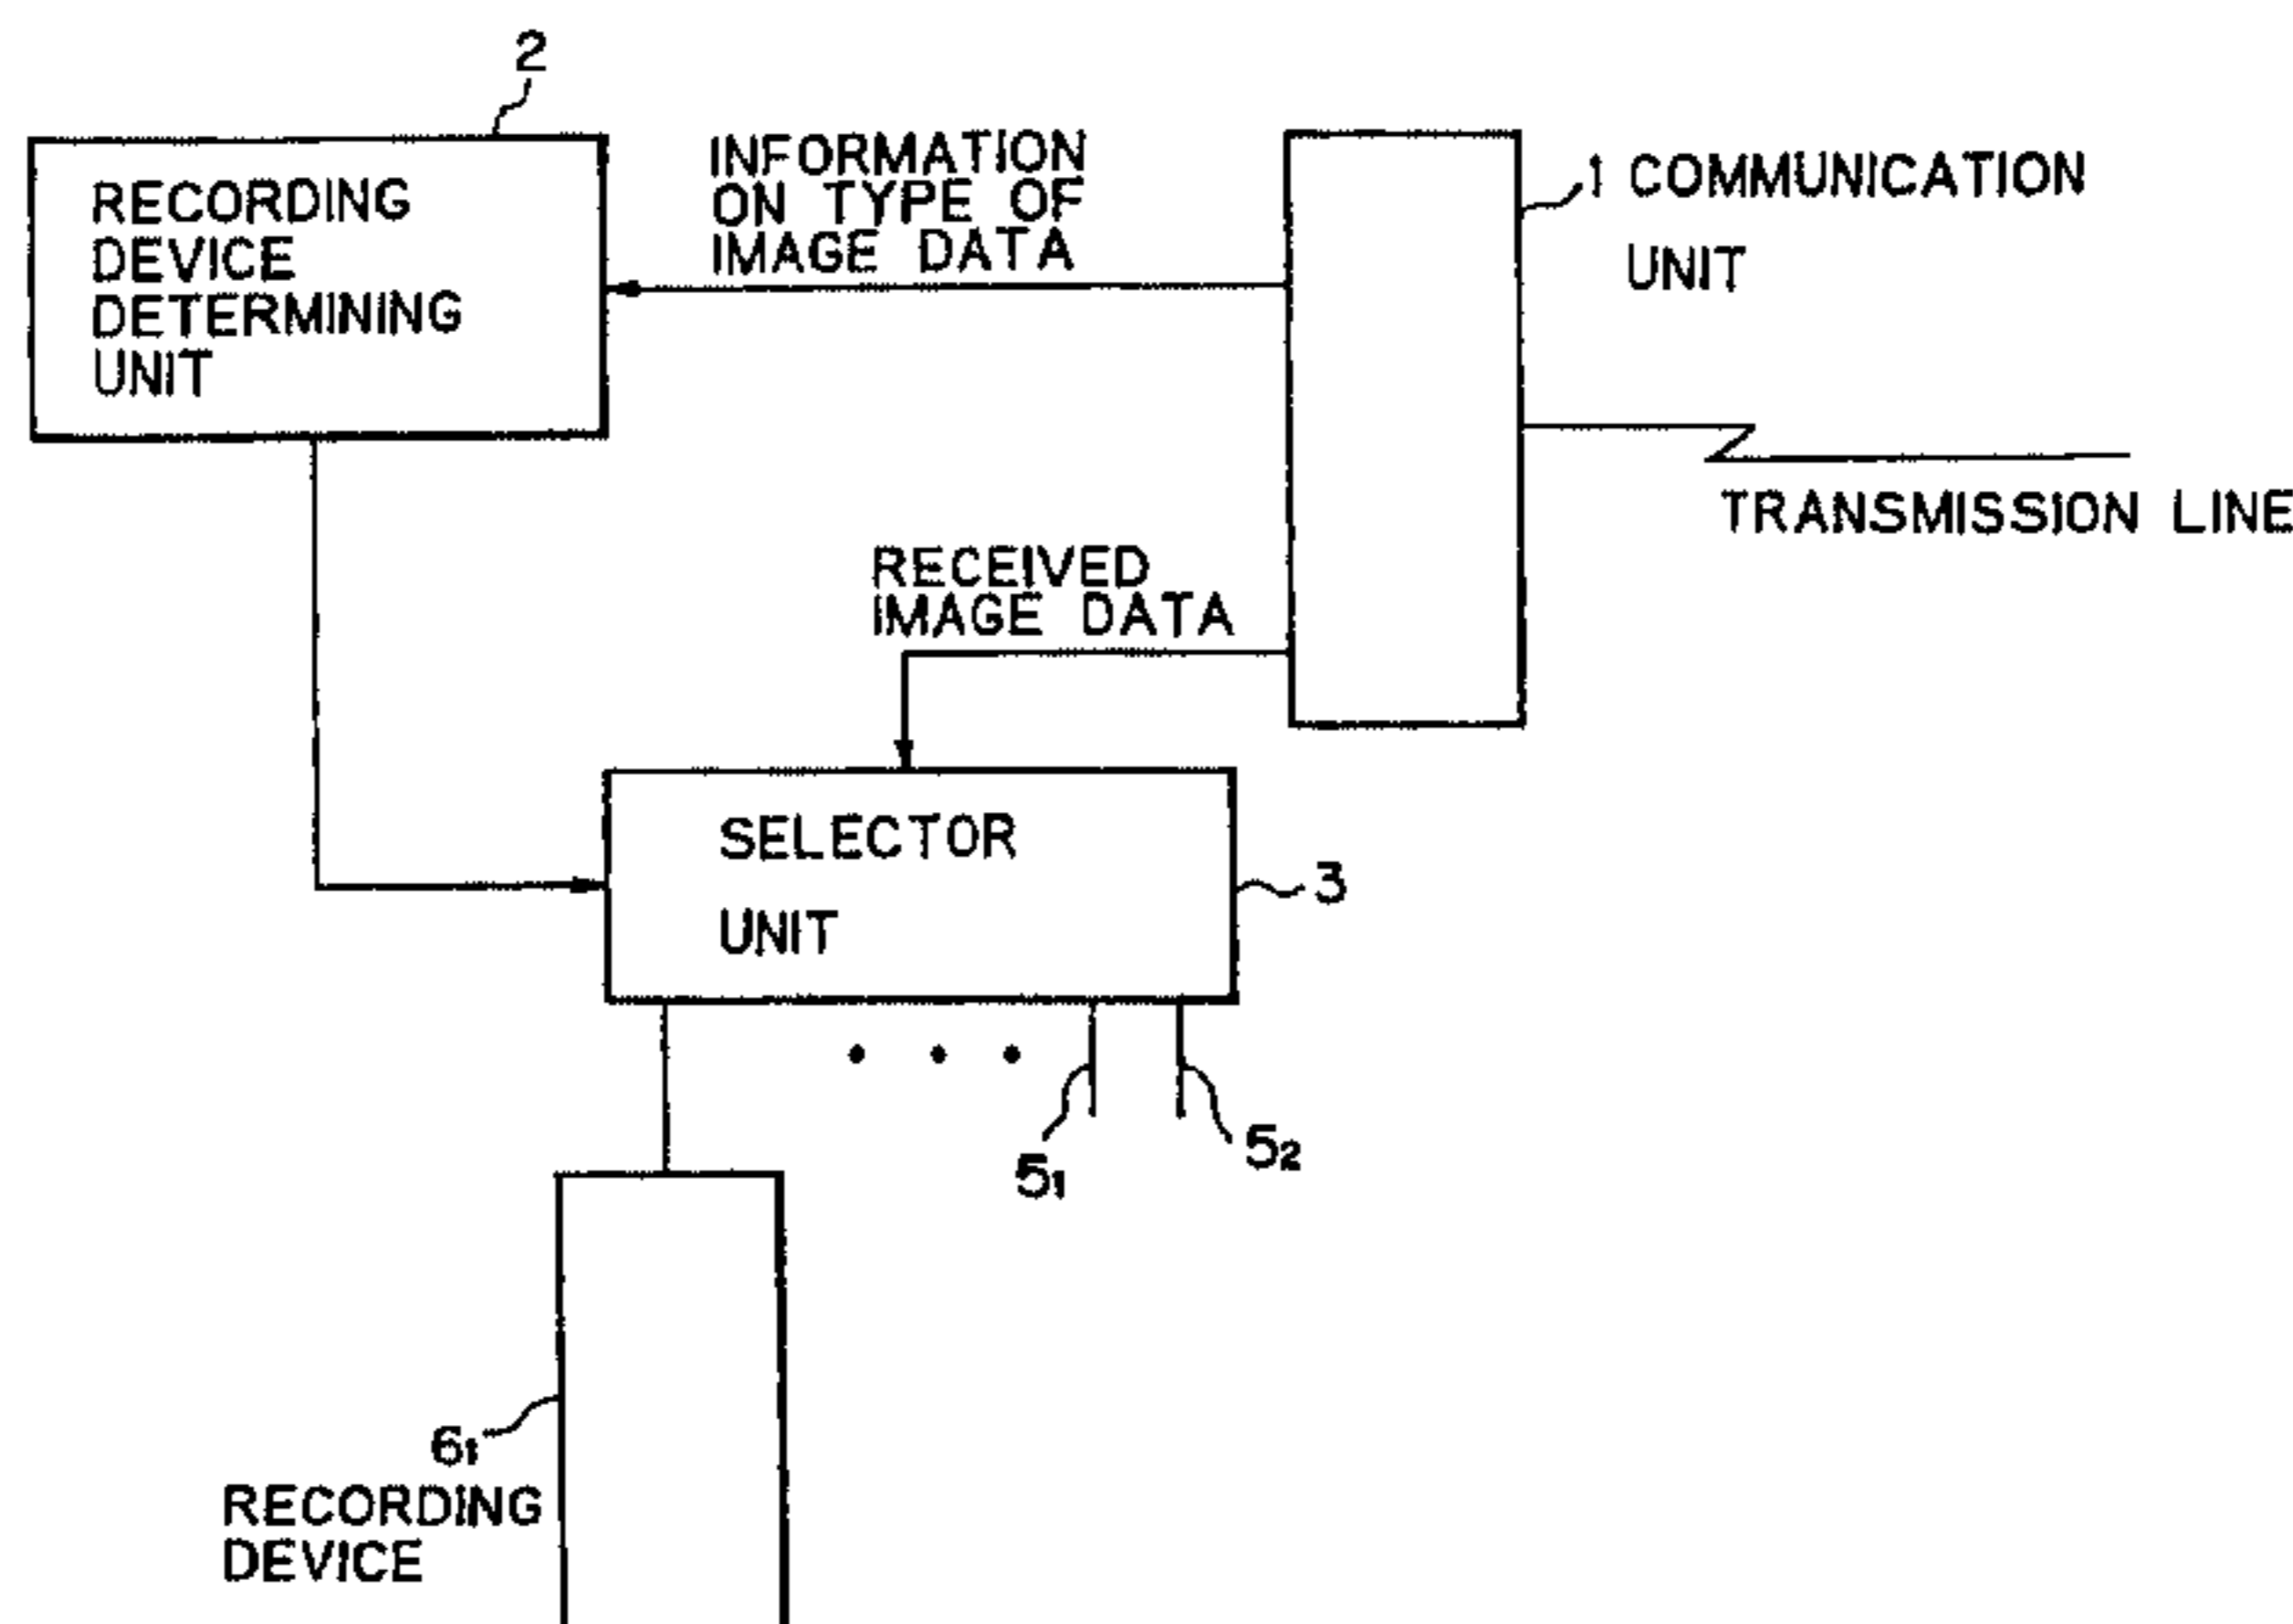 2
RECORDING
DEVICE
DETERMINING
UNIT
INFORMATION
ON TYPE OF
IMAGE DATA
1 COMMUNICATION
UNIT
TRANSMISSION LINE
RECEIVED
IMAGE DATA
SELECTOR
UNIT
3
5₁
5₂
6₁
RECORDING
DEVICE